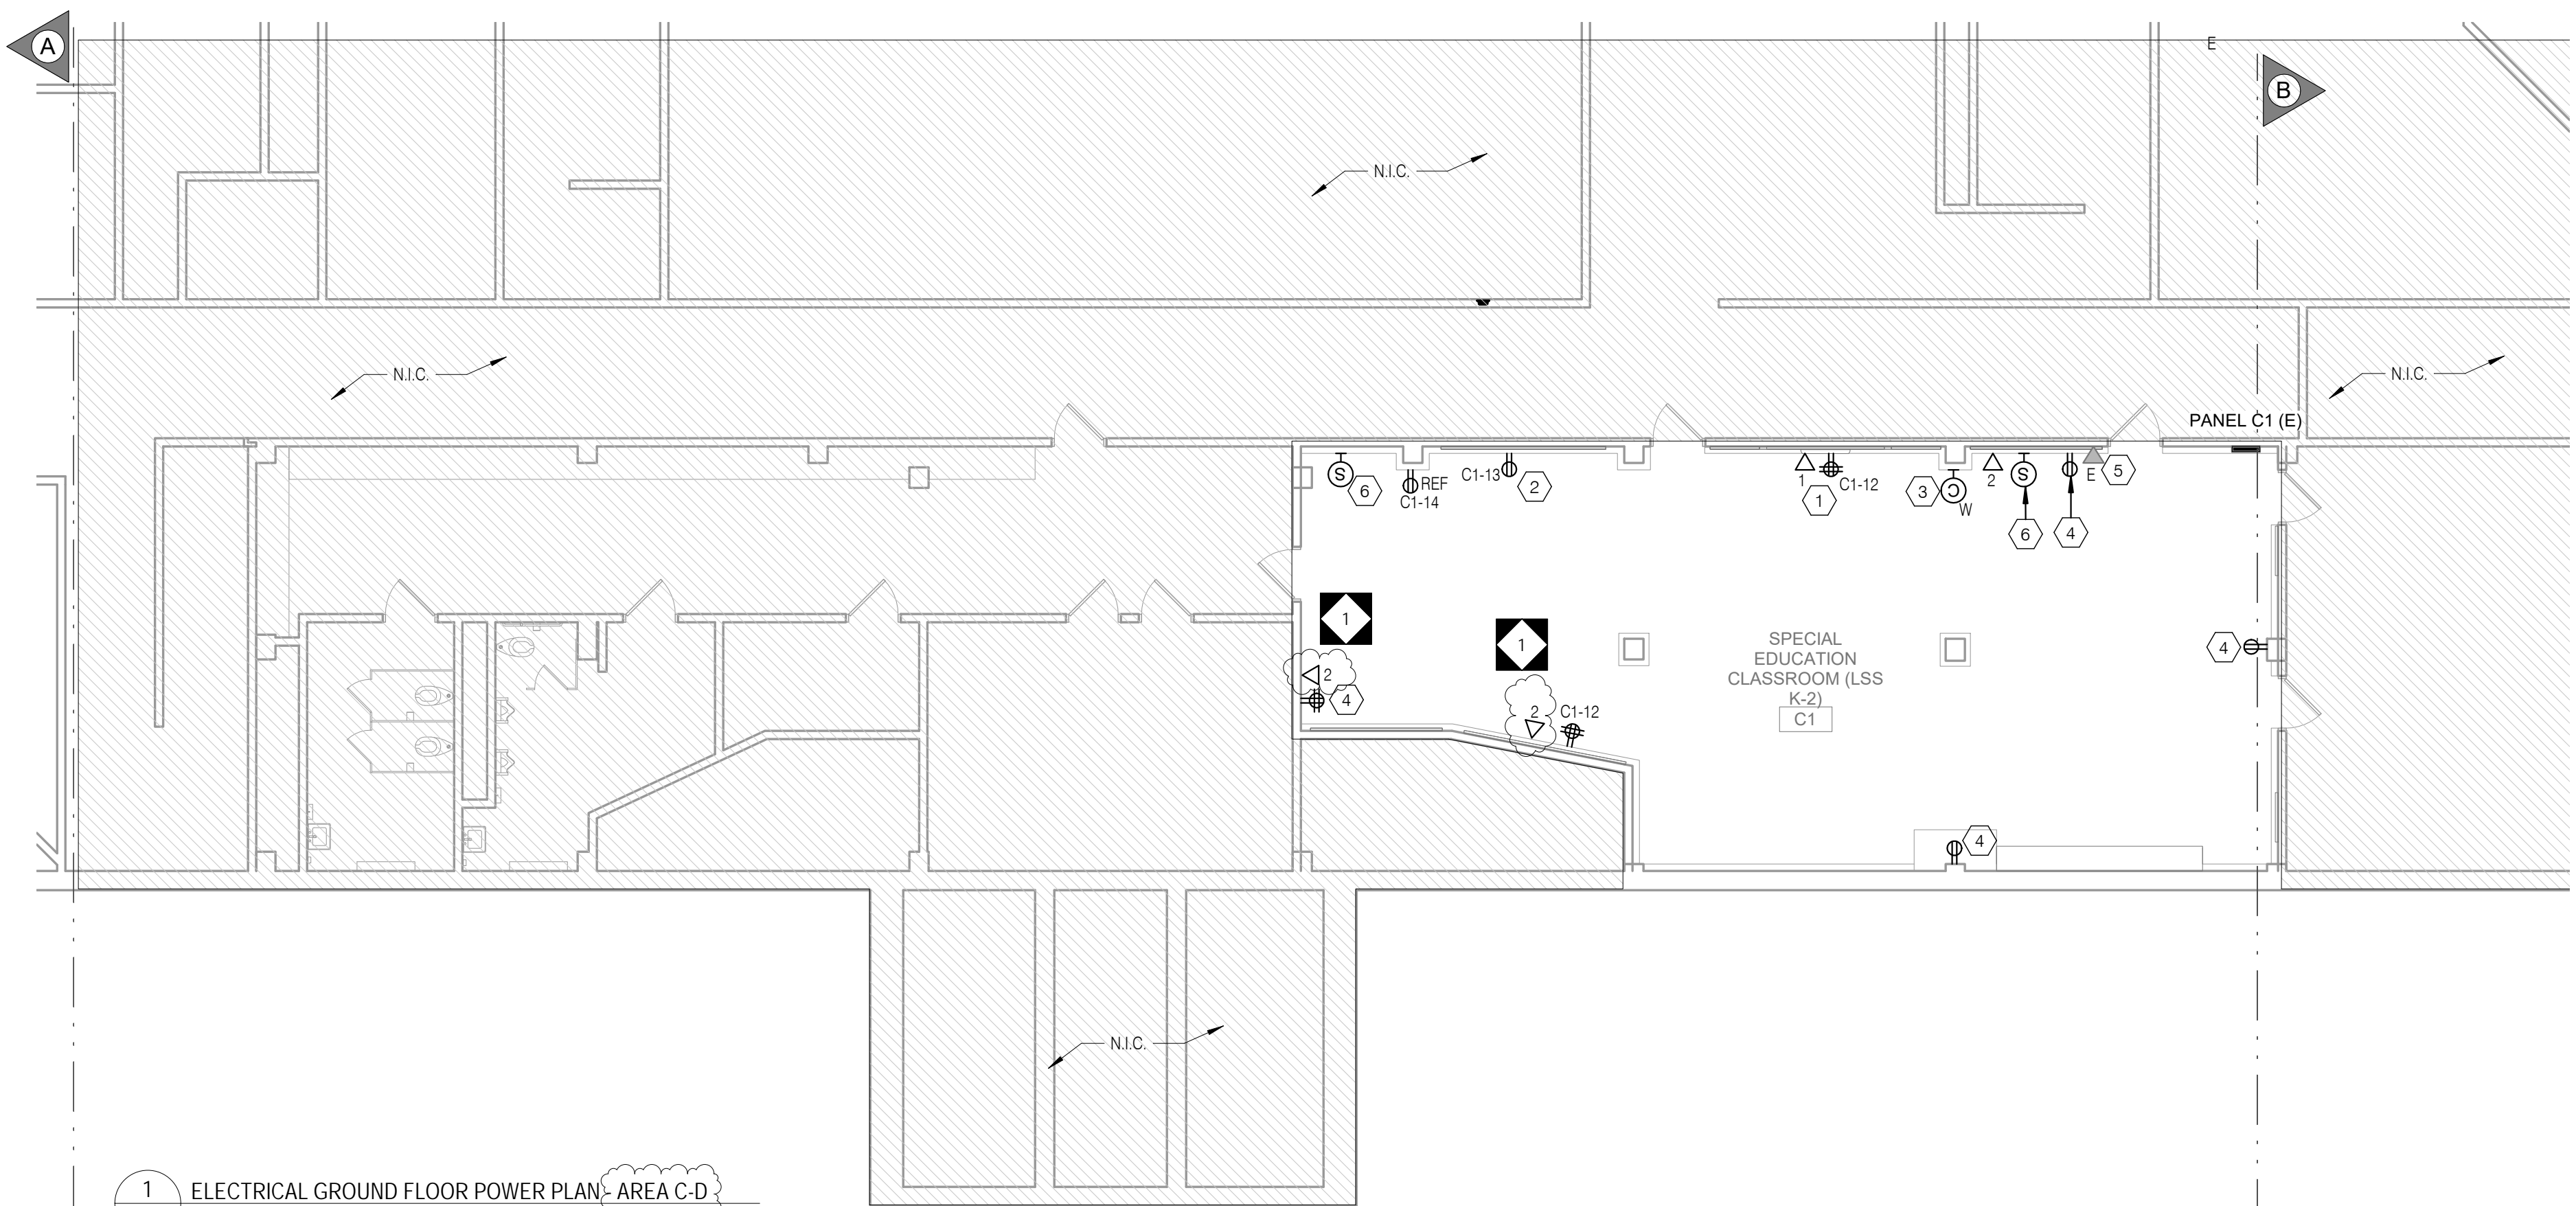 A
E
B
N.I.C.
N.I.C.
N.I.C.
PANEL C1 (E)
S
6
REF
C1-14
C1-13
2
1
C1-12
1
3
C
W
2
S
6
4
E
5
1
1
2
4
2
C1-12
SPECIAL
EDUCATION
CLASSROOM (LSS
K-2)
C1
4
4
N.I.C.
1
ELECTRICAL GROUND FLOOR POWER PLAN - AREA C-D